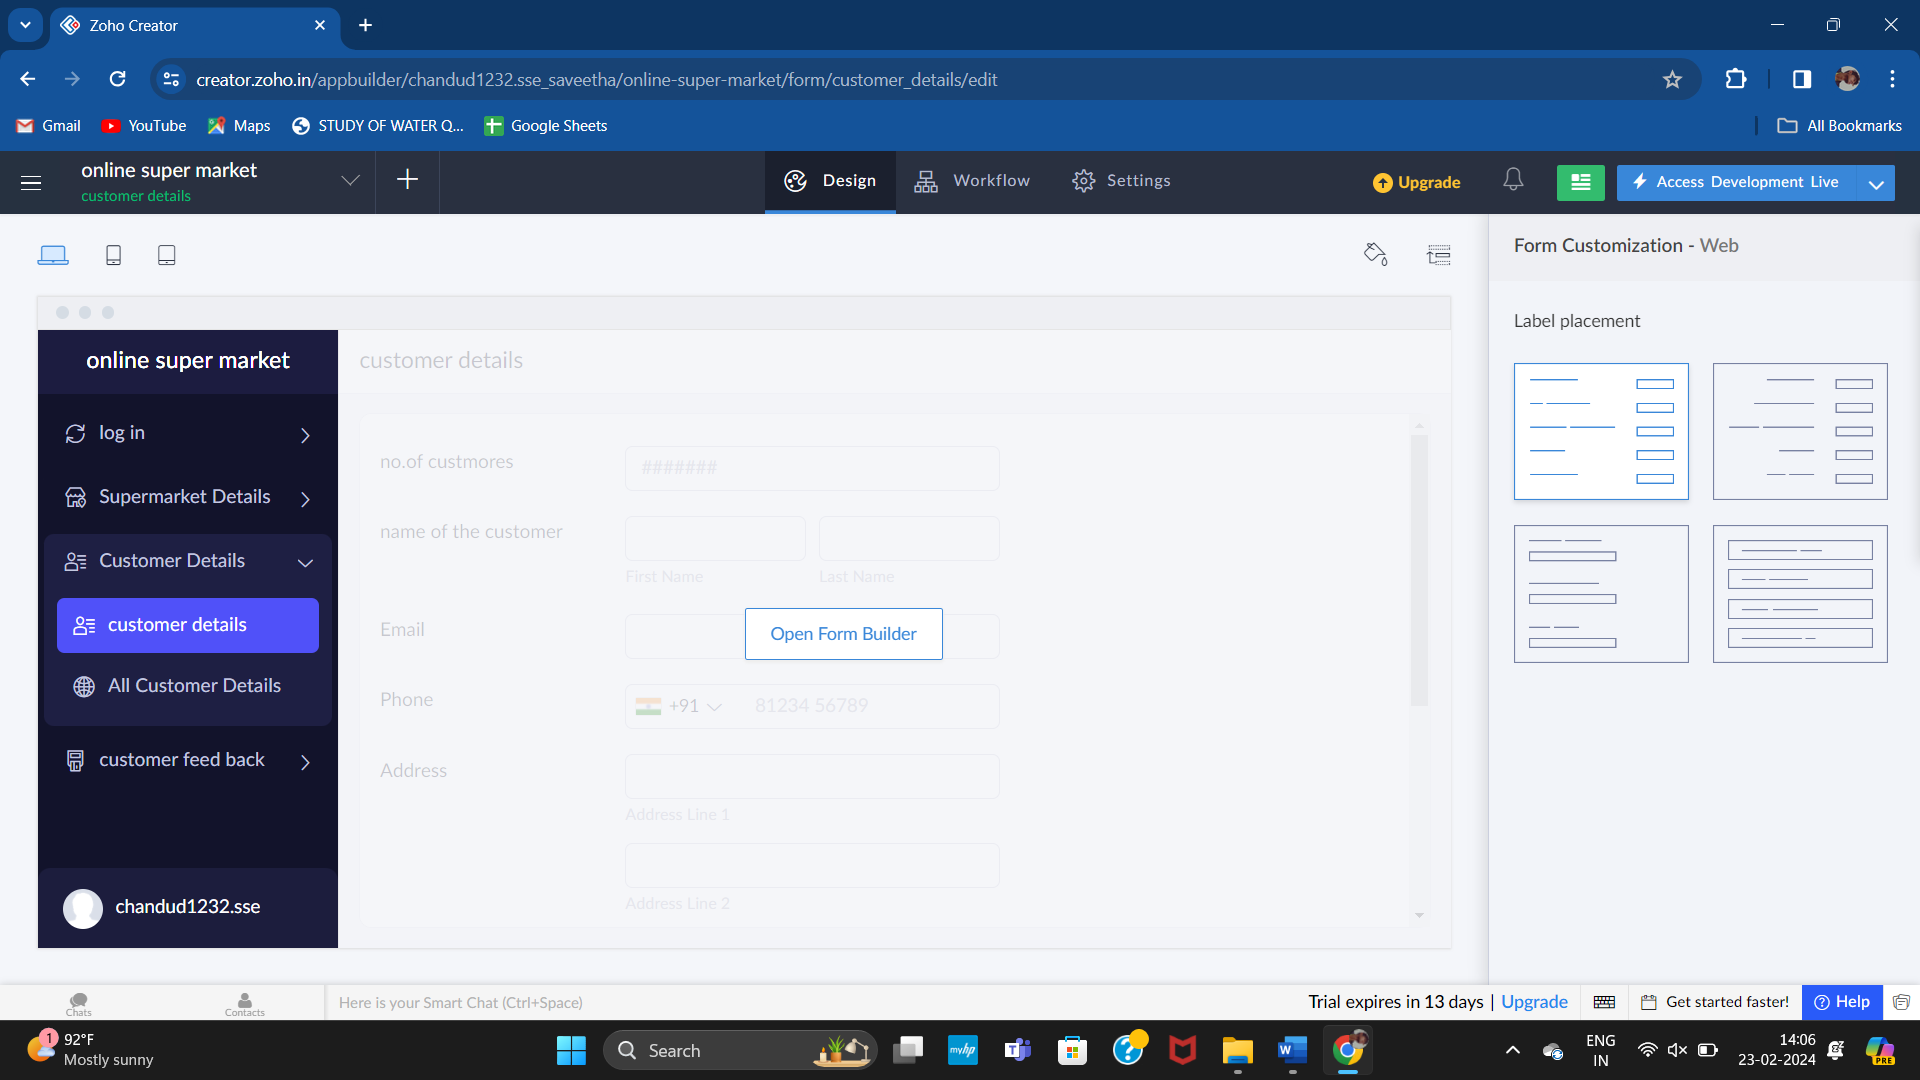 Zoho Creator
creator.zoho.in/appbuilder/chandud1232.sse_saveetha/online-super-market/form/customer_details/edit
Gmail YouTube Maps STUDY OF WATER Q... Google Sheets All Bookmarks
online super market
customer details
Design Workflow Settings Upgrade Access Development Live
Form Customization - Web
Label placement
online super market
log in
Supermarket Details
Customer Details
customer details
All Customer Details
customer feed back
chandud1232.sse
customer details
no.of custmores #######
name of the customer
First Name Last Name
Email
Open Form Builder
Phone +91 81234 56789
Address
Address Line 1
Address Line 2
Chats Contacts Here is your Smart Chat (Ctrl+Space) Trial expires in 13 days | Upgrade Get started faster! Help
1
92°F
Mostly sunny
Search
myhp
T
?
W
PRE
ENG
IN
14:06
23-02-2024